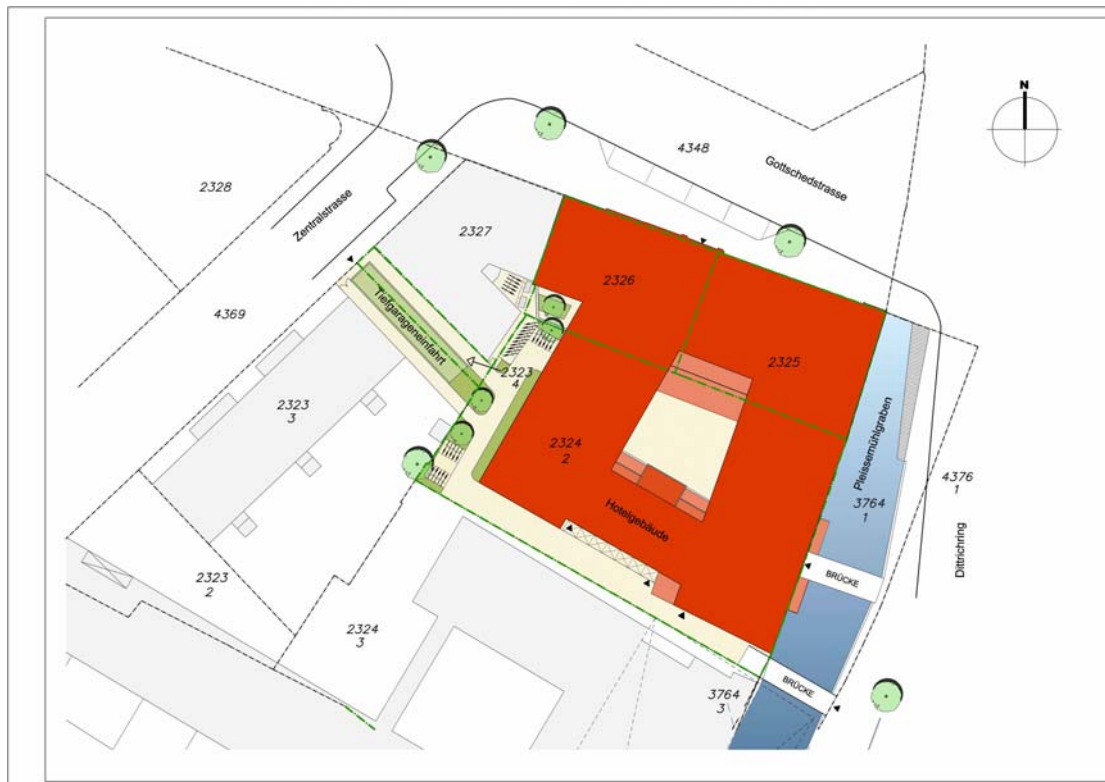 N
4348
Gottschedstrasse
2328
Zentralstrasse
2327
2326
4369
Tiefgarageneinfahrt
2325
2323
4
2323
3
2324
2
Pleissemühlgraben
3764
1
4376
1
Hotelgebäude
Dittrichring
BRÜCKE
2323
2
2324
3
BRÜCKE
3764
3